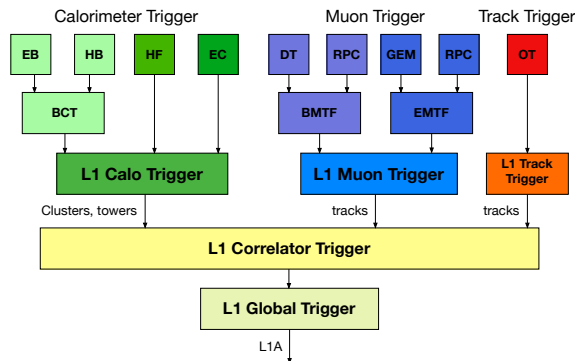 Calorimeter Trigger
Muon Trigger
Track Trigger
EB
HB
HF
EC
DT
RPC
GEM
RPC
OT
BCT
BMTF
EMTF
L1 Calo Trigger
L1 Muon Trigger
L1 Track
Trigger
Clusters, towers
tracks
tracks
L1 Correlator Trigger
L1 Global Trigger
L1A